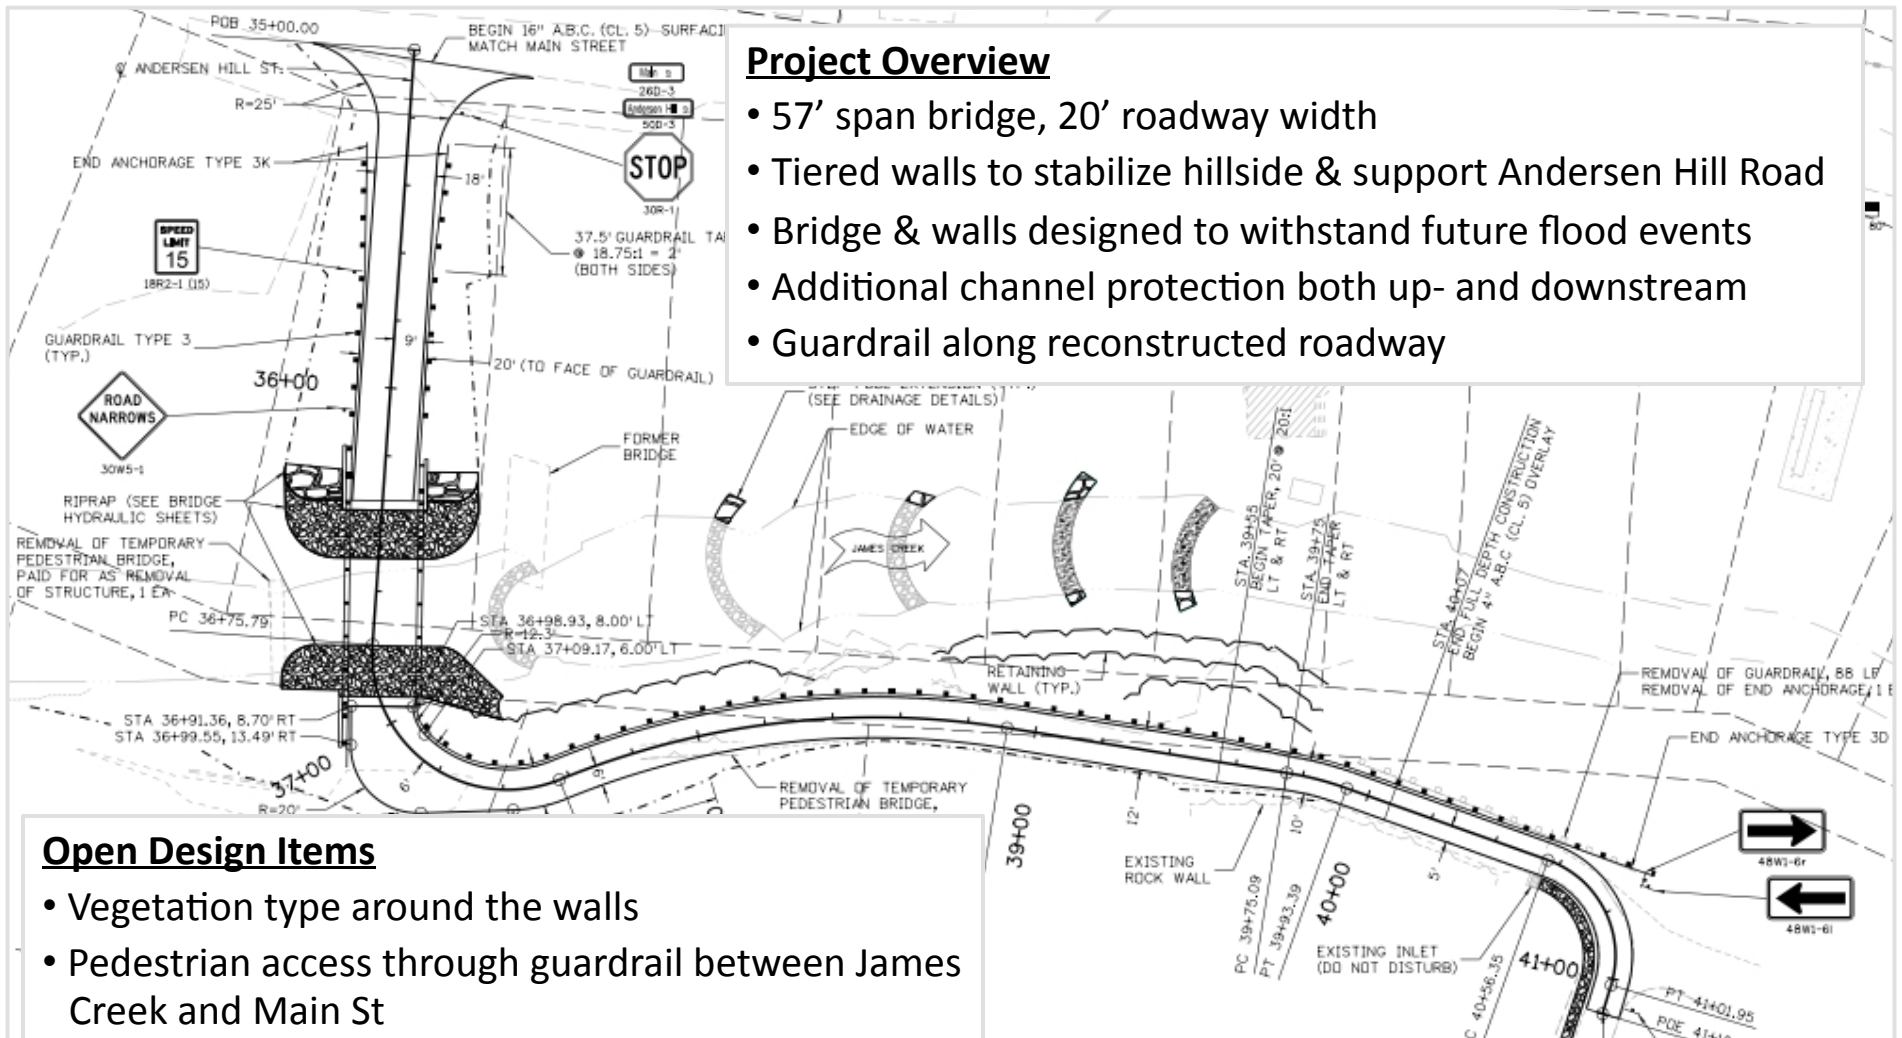 POB 35+00.00
BEGIN 16" A.B.C. (CL. 5) SURFACI
MATCH MAIN STREET
ANDERSEN HILL ST.
R=25'
26D-3
50D-3
STOP
30R-1
END ANCHORAGE TYPE 3K
18'
SPEED
LIMIT
15
18R2-1 (15)
37.5' GUARDRAIL TA
@ 18.75:1 = 2'
(BOTH SIDES)
GUARDRAIL TYPE 3
(TYP.)
9'
20' (TO FACE OF GUARDRAIL)
36+00
ROAD
NARROWS
30W5-1
Project Overview
• 57' span bridge, 20' roadway width
• Tiered walls to stabilize hillside & support Andersen Hill Road
• Bridge & walls designed to withstand future flood events
• Additional channel protection both up- and downstream
• Guardrail along reconstructed roadway
(SEE DRAINAGE DETAILS)
EDGE OF WATER
FORMER
BRIDGE
RIPRAP (SEE BRIDGE
HYDRAULIC SHEETS)
REMOVAL OF TEMPORARY
PEDESTRIAN BRIDGE,
PAID FOR AS REMOVAL
OF STRUCTURE, 1 EA
PC 36+75.79
JAMES CREEK
STA 36+98.93, 8.00' LT
R=12.3'
STA 37+09.17, 6.00' LT
STA. 39+55
BEGIN TAPER, 20' @ 20:1
LT & RT
STA. 39+75
END TAPER
LT & RT
STA. 40+07
END FULL DEPTH CONSTRUCTION
BEGIN 4" A.B.C (CL. 5) OVERLAY
RETAINING
WALL (TYP.)
REMOVAL OF GUARDRAIL, 88 LF
REMOVAL OF END ANCHORAGE, 1 E
END ANCHORAGE TYPE 3D
STA 36+91.36, 8.70' RT
STA 36+99.55, 13.49' RT
37+00
R=20'
6'
REMOVAL OF TEMPORARY
PEDESTRIAN BRIDGE,
39+00
12'
10'
5'
EXISTING
ROCK WALL
PC 39+75.09
PT 39+93.39
40+00
EXISTING INLET
(DO NOT DISTURB)
C 40+56.35
41+00
PT 41+01.95
48W1-6r
48W1-6l
Open Design Items
• Vegetation type around the walls
• Pedestrian access through guardrail between James
Creek and Main St